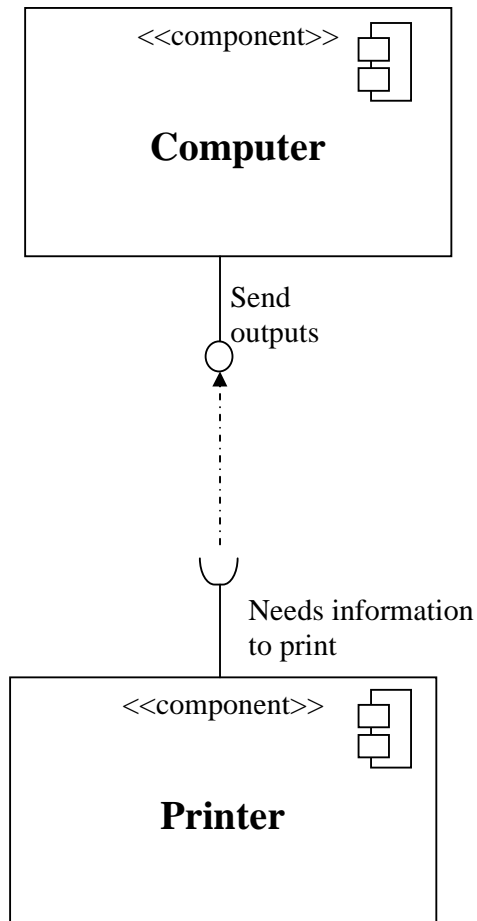 <<component>>
Computer
Send
outputs
Needs information
to print
<<component>>
Printer